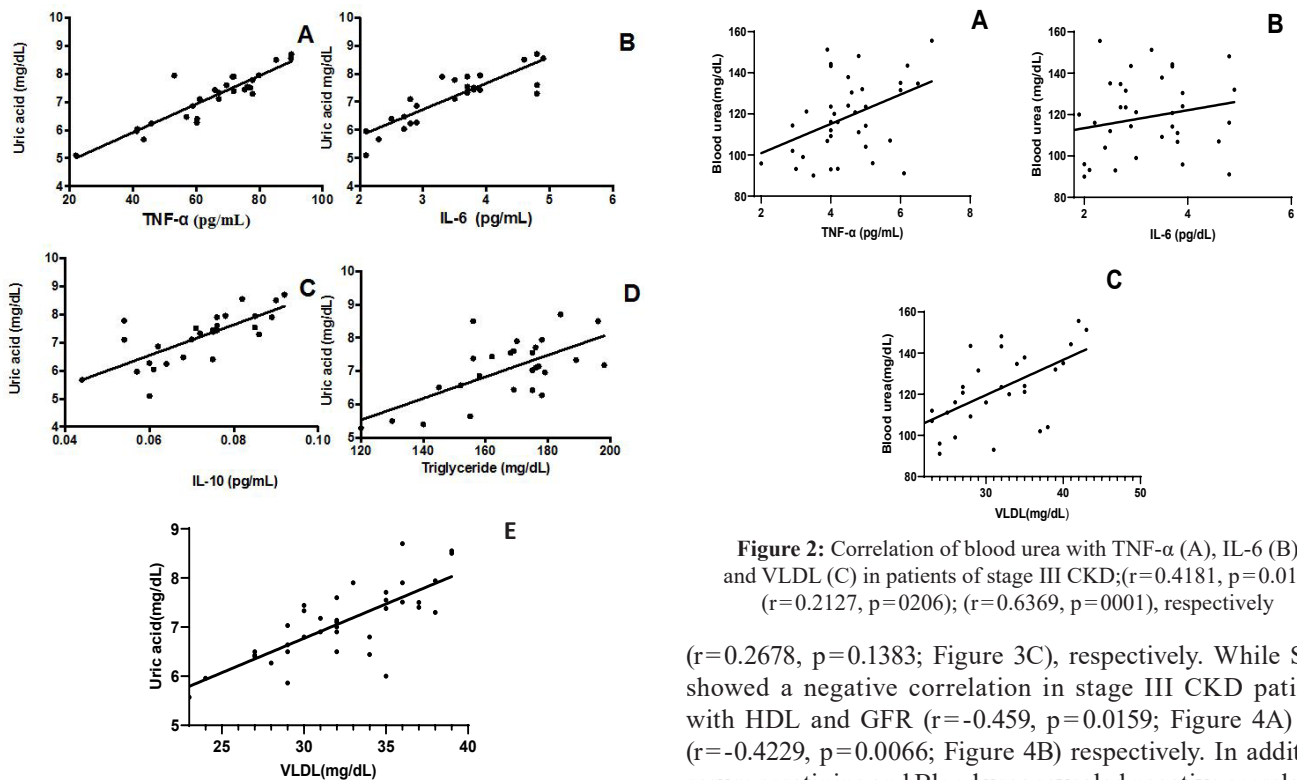 A
Uric acid (mg/dL)
10
9
8
7
6
5
4
20 40 60 80 100
TNF-α (pg/mL)
B
Uric acid mg/dL)
10
9
8
7
6
5
4
2 3 4 5 6
IL-6 (pg/mL)
C
Uric acid (mg/dL)
10
9
8
7
6
5
4
0.04 0.06 0.08 0.10
IL-10 (pg/mL)
D
Uric acid (mg/dL)
10
9
8
7
6
5
120 140 160 180 200
Triglyceride (mg/dL)
E
Uric acid(mg/dL)
9
8
7
6
5
25 30 35 40
VLDL(mg/dL)
A
Blood urea(mg/dL)
160
140
120
100
80
2 4 6 8
TNF-α (pg/mL)
B
Blood urea (mg/dL)
160
140
120
100
80
2 4 6
IL-6 (pg/dL)
C
Blood urea(mg/dL)
160
140
120
100
80
30 40 50
VLDL(mg/dL)
Figure 2: Correlation of blood urea with TNF-α (A), IL-6 (B)
and VLDL (C) in patients of stage III CKD;(r=0.4181, p=0.01
(r=0.2127, p=0206); (r=0.6369, p=0001), respectively
(r=0.2678, p=0.1383; Figure 3C), respectively. While S
showed a negative correlation in stage III CKD pati
with HDL and GFR (r=-0.459, p=0.0159; Figure 4A)
(r=-0.4229, p=0.0066; Figure 4B) respectively. In addit